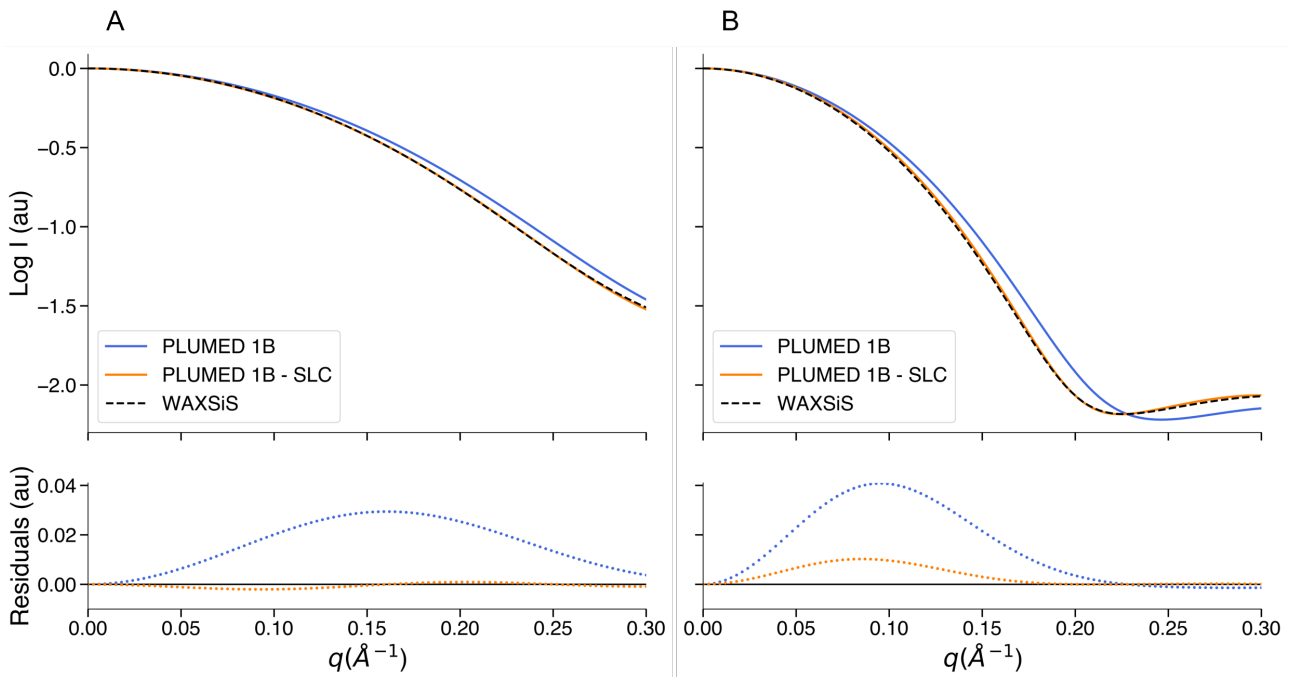 A
B
Log I (au)
0.0
−0.5
−1.0
−1.5
−2.0
PLUMED 1B
PLUMED 1B - SLC
WAXSiS
PLUMED 1B
PLUMED 1B - SLC
WAXSiS
Residuals (au)
0.04
0.02
0.00
0.00 0.05 0.10 0.15 0.20 0.25 0.30
0.00 0.05 0.10 0.15 0.20 0.25 0.30
q(Å⁻¹)
q(Å⁻¹)